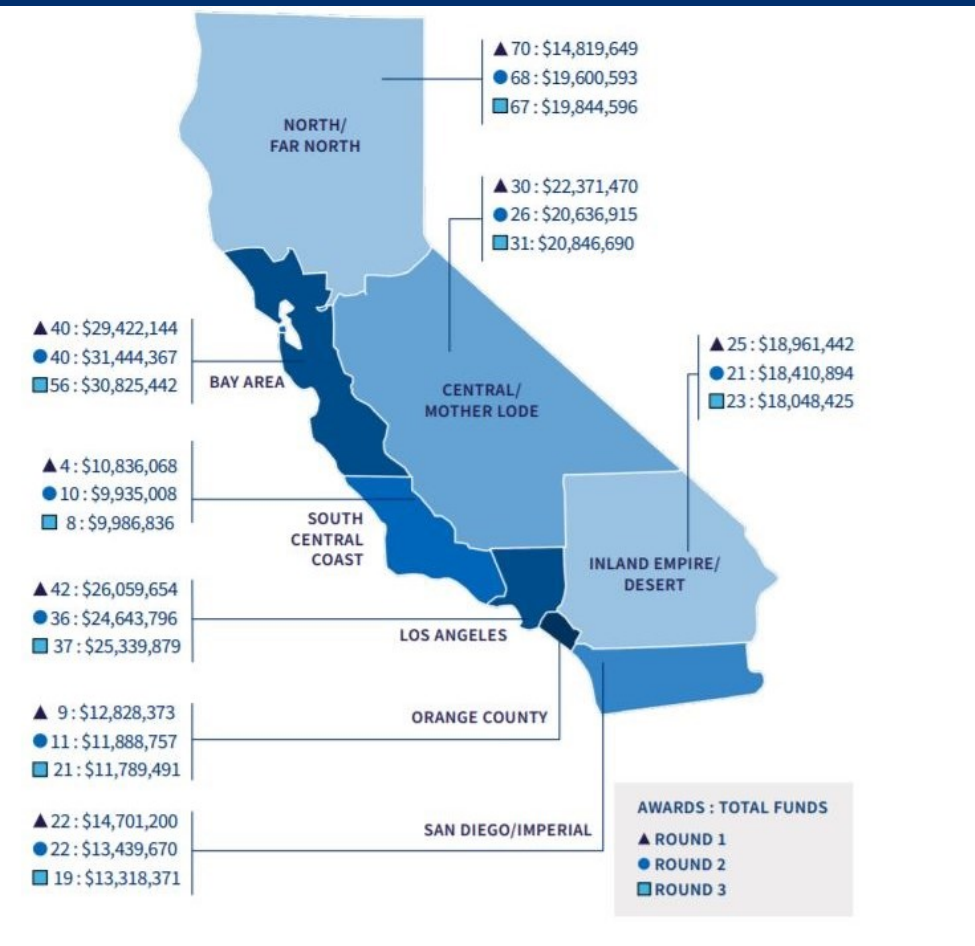 ▲ 70 : $14,819,649
● 68 : $19,600,593
■ 67 : $19,844,596
NORTH/
FAR NORTH
▲ 30 : $22,371,470
● 26 : $20,636,915
■ 31: $20,846,690
▲ 40 : $29,422,144
● 40 : $31,444,367
■ 56 : $30,825,442
BAY AREA
CENTRAL/
MOTHER LODE
▲ 25 : $18,961,442
● 21 : $18,410,894
■ 23 : $18,048,425
▲ 4 : $10,836,068
● 10 : $9,935,008
■ 8 : $9,986,836
SOUTH
CENTRAL
COAST
INLAND EMPIRE/
DESERT
▲ 42 : $26,059,654
● 36 : $24,643,796
■ 37 : $25,339,879
LOS ANGELES
▲ 9 : $12,828,373
● 11 : $11,888,757
■ 21 : $11,789,491
ORANGE COUNTY
▲ 22 : $14,701,200
● 22 : $13,439,670
■ 19 : $13,318,371
SAN DIEGO/IMPERIAL
AWARDS : TOTAL FUNDS
▲ ROUND 1
● ROUND 2
■ ROUND 3